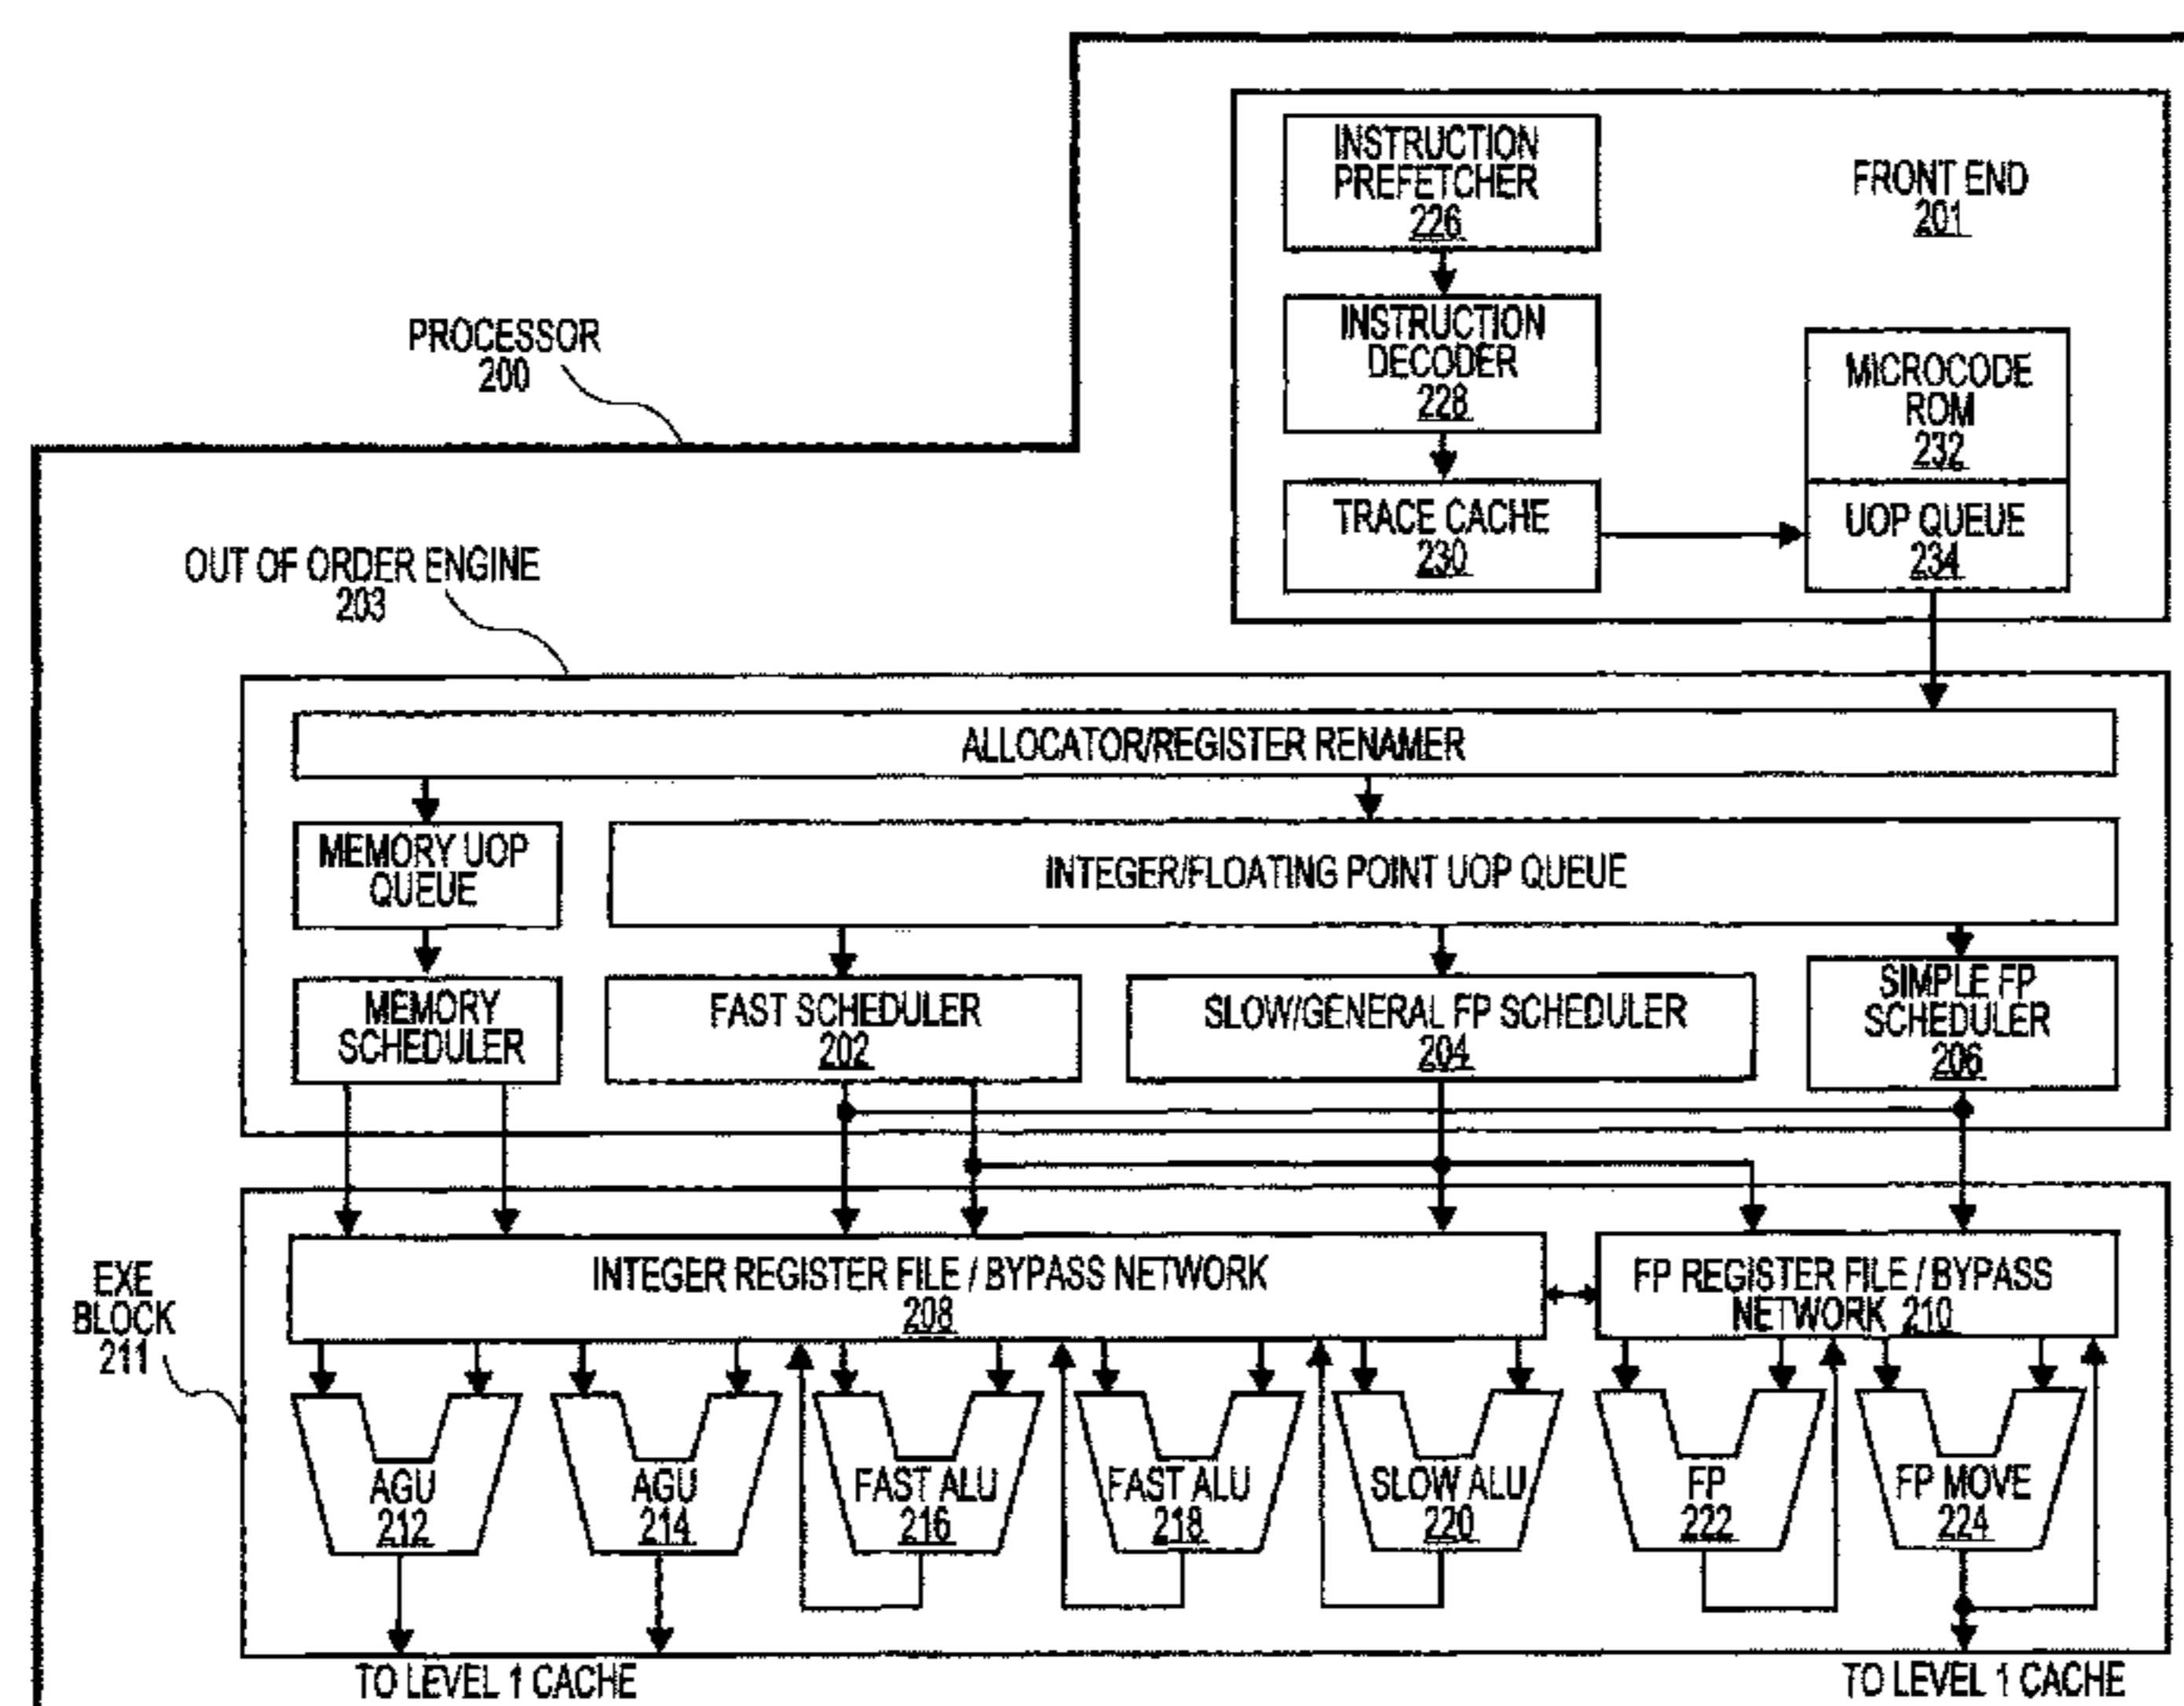 INSTRUCTION
PREFETCHER
226
FRONT END
201
INSTRUCTION
DECODER
228
PROCESSOR
200
MICROCODE
ROM
232
TRACE CACHE
230
UOP QUEUE
234
OUT OF ORDER ENGINE
203
ALLOCATOR/REGISTER RENAMER
MEMORY UOP
QUEUE
INTEGER/FLOATING POINT UOP QUEUE
MEMORY
SCHEDULER
FAST SCHEDULER
202
SLOW/GENERAL FP SCHEDULER
204
SIMPLE FP
SCHEDULER
206
EXE
BLOCK
211
INTEGER REGISTER FILE / BYPASS NETWORK
208
FP REGISTER FILE / BYPASS
NETWORK 210
AGU
212
AGU
214
FAST ALU
216
FAST ALU
218
SLOW ALU
220
FP
222
FP MOVE
224
TO LEVEL 1 CACHE
TO LEVEL 1 CACHE